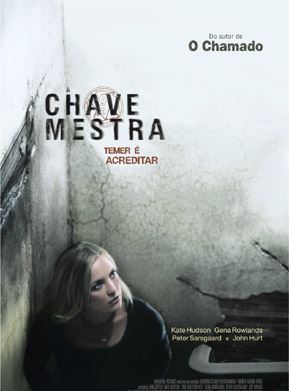 Do autor de
O Chamado
A
CHAVE
MESTRA
TEMER É
ACREDITAR
Kate Hudson Gena Rowlands
Peter Sarsgaard e John Hurt